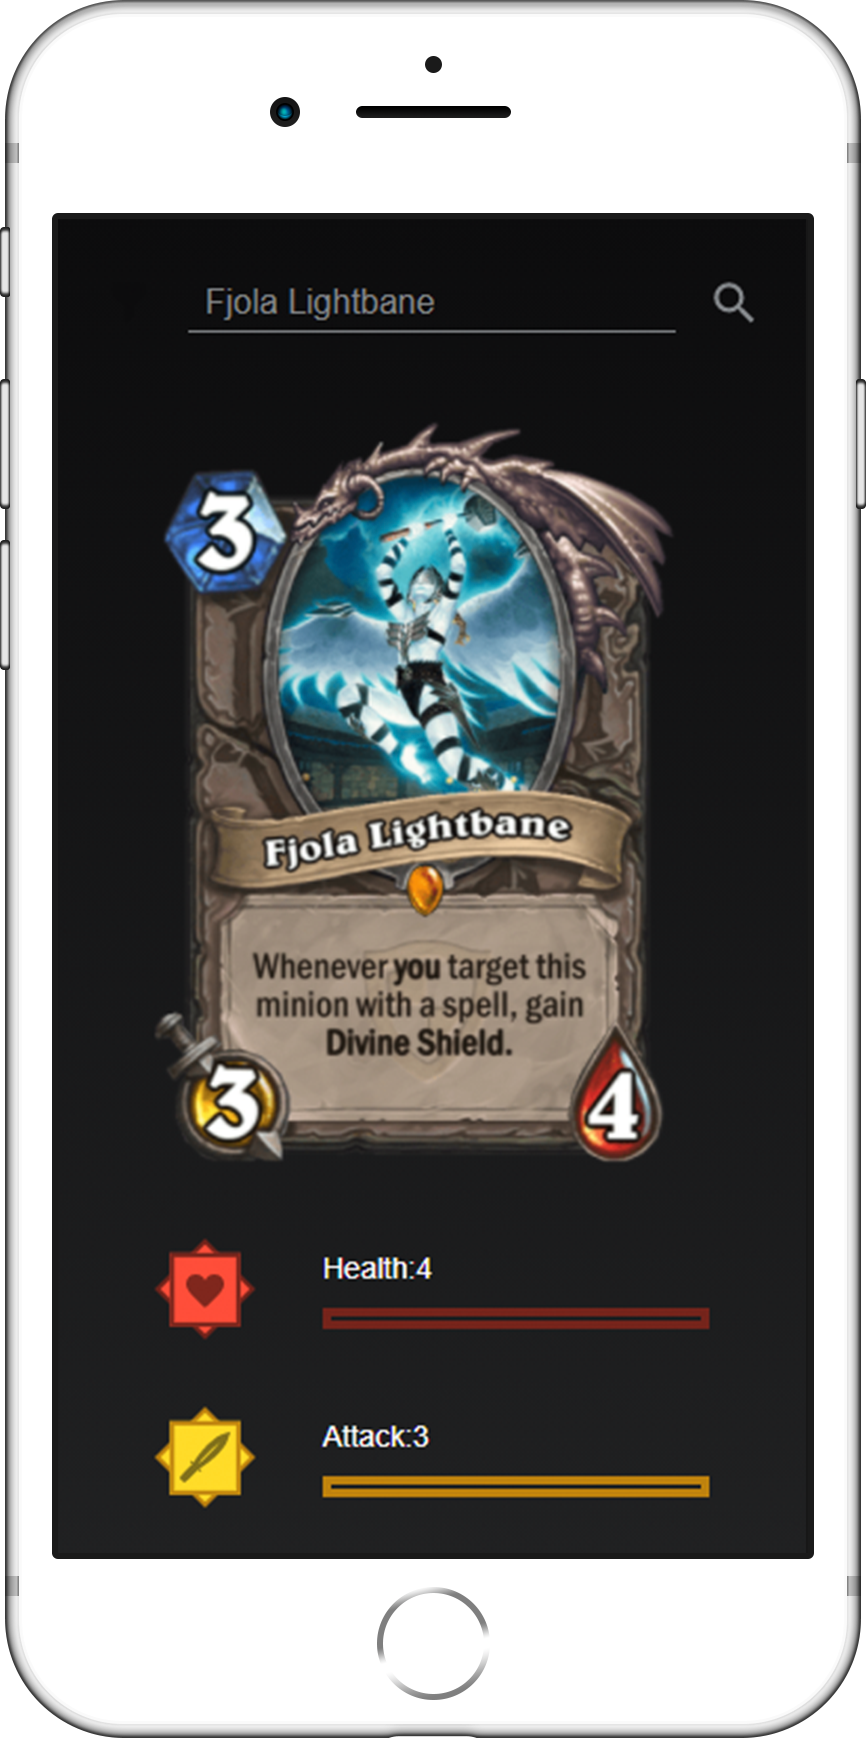 Fjola Lightbane
3
Fjola Lightbane
Whenever you target this
minion with a spell, gain
Divine Shield.
3
4
Health:4
Attack:3